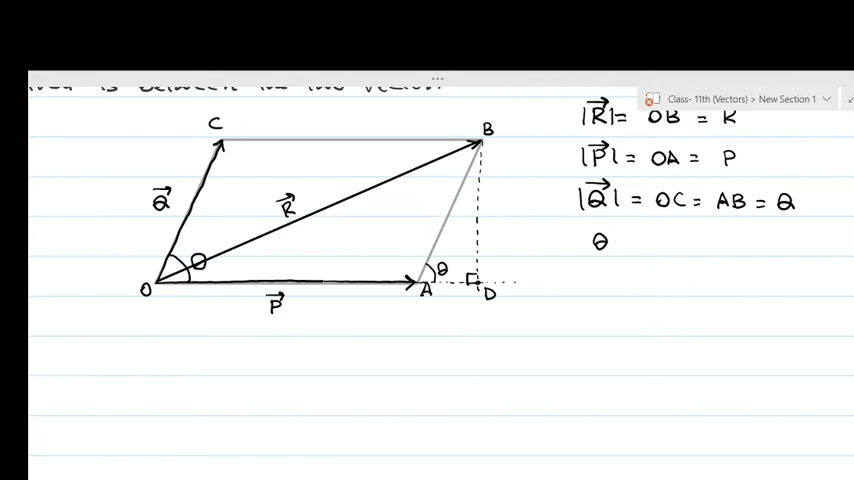 Class- 11th (Vectors) > New Section 1
|R⃗| = OB = R
|P⃗| = OA = P
|Q⃗| = OC = AB = Q
θ
C
B
Q⃗
R⃗
θ
θ
O
A
D
P⃗